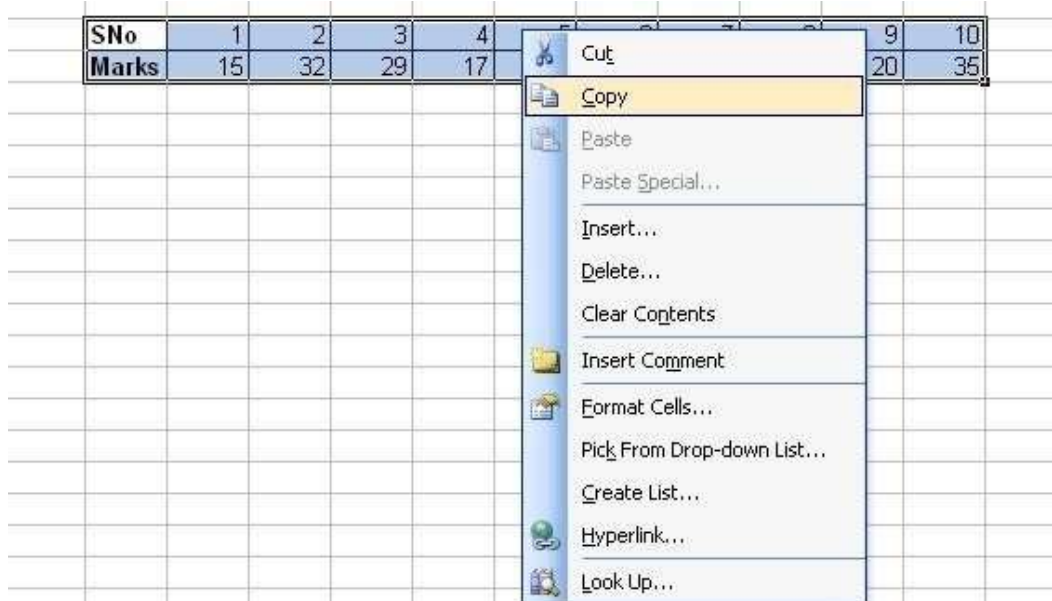 SNo 1 2 3 4 9 10
Marks 15 32 29 17 20 35
Cut
Copy
Paste
Paste Special...
Insert...
Delete...
Clear Contents
Insert Comment
Format Cells...
Pick From Drop-down List...
Create List...
Hyperlink...
Look Up...